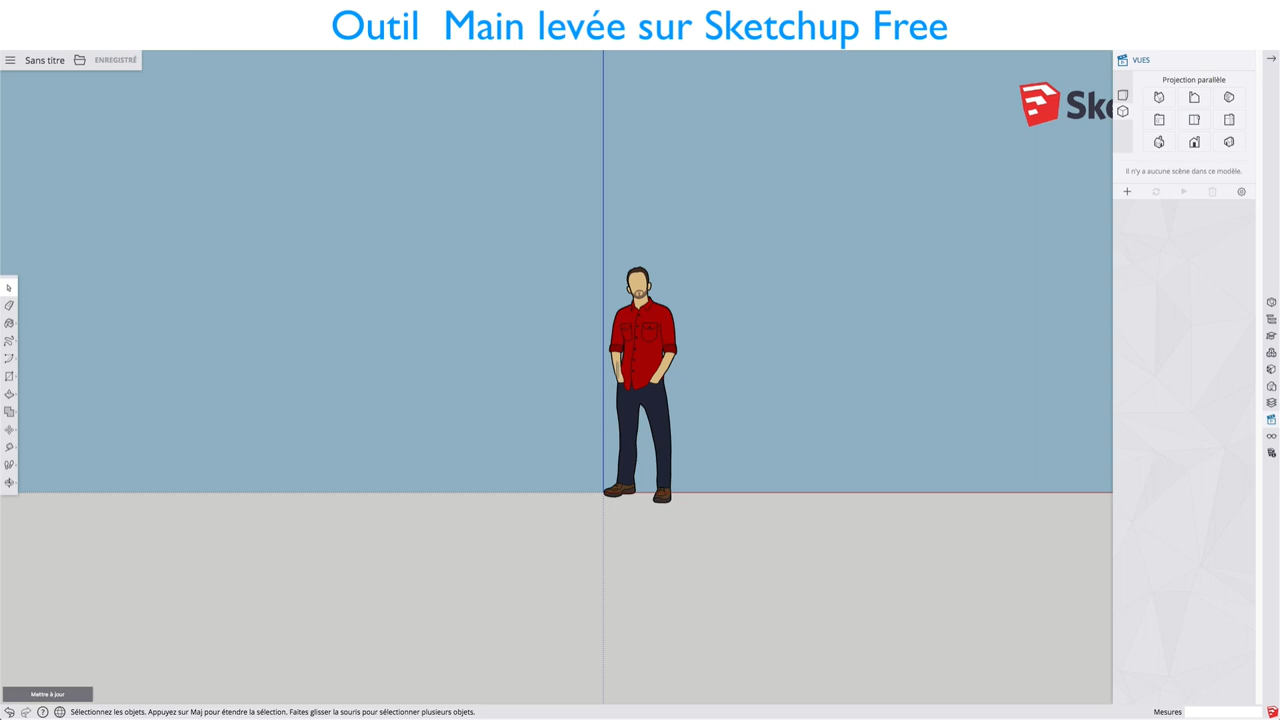 Outil  Main levée sur Sketchup Free
Sans titre
ENREGISTRÉ
VUES
Projection parallèle
Ske
Il n'y a aucune scène dans ce modèle.
Mettre à jour
Sélectionnez les objets. Appuyez sur Maj pour étendre la sélection. Faites glisser la souris pour sélectionner plusieurs objets.
Mesures